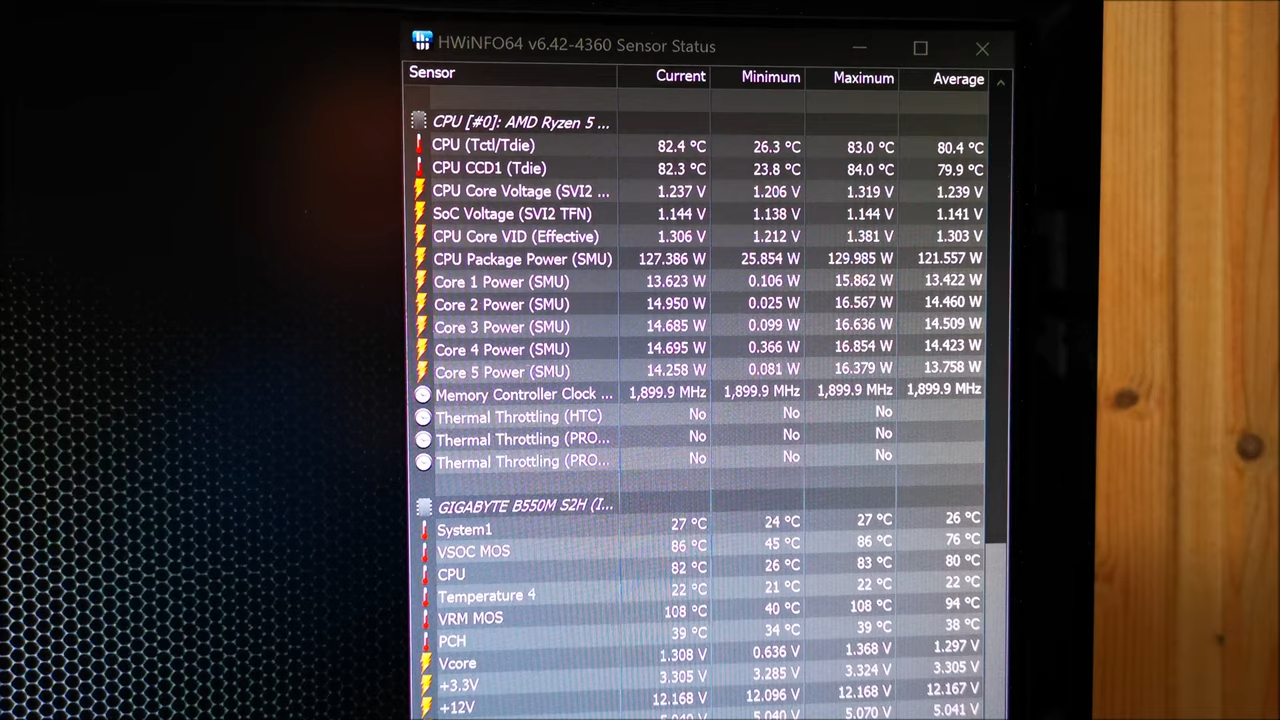 HWiNFO64 v6.42-4360 Sensor Status
Sensor Current Minimum Maximum Average
CPU [#0]: AMD Ryzen 5 ...
CPU (Tctl/Tdie) 82.4 °C 26.3 °C 83.0 °C 80.4 °C
CPU CCD1 (Tdie) 82.3 °C 23.8 °C 84.0 °C 79.9 °C
CPU Core Voltage (SVI2 ... 1.237 V 1.206 V 1.319 V 1.239 V
SoC Voltage (SVI2 TFN) 1.144 V 1.138 V 1.144 V 1.141 V
CPU Core VID (Effective) 1.306 V 1.212 V 1.381 V 1.303 V
CPU Package Power (SMU) 127.386 W 25.854 W 129.985 W 121.557 W
Core 1 Power (SMU) 13.623 W 0.106 W 15.862 W 13.422 W
Core 2 Power (SMU) 14.950 W 0.025 W 16.567 W 14.460 W
Core 3 Power (SMU) 14.685 W 0.099 W 16.636 W 14.509 W
Core 4 Power (SMU) 14.695 W 0.366 W 16.854 W 14.423 W
Core 5 Power (SMU) 14.258 W 0.081 W 16.379 W 13.758 W
Memory Controller Clock ... 1,899.9 MHz 1,899.9 MHz 1,899.9 MHz 1,899.9 MHz
Thermal Throttling (HTC) No No No
Thermal Throttling (PRO... No No No
Thermal Throttling (PRO... No No No
GIGABYTE B550M S2H (I...
System1 27 °C 24 °C 27 °C 26 °C
VSOC MOS 86 °C 45 °C 86 °C 76 °C
CPU 82 °C 26 °C 83 °C 80 °C
Temperature 4 22 °C 21 °C 22 °C 22 °C
VRM MOS 108 °C 40 °C 108 °C 94 °C
PCH 39 °C 34 °C 39 °C 38 °C
Vcore 1.308 V 0.636 V 1.368 V 1.297 V
+3.3V 3.305 V 3.285 V 3.324 V 3.305 V
+12V 12.168 V 12.096 V 12.168 V 12.167 V
5.040 V 5.040 V 5.070 V 5.041 V